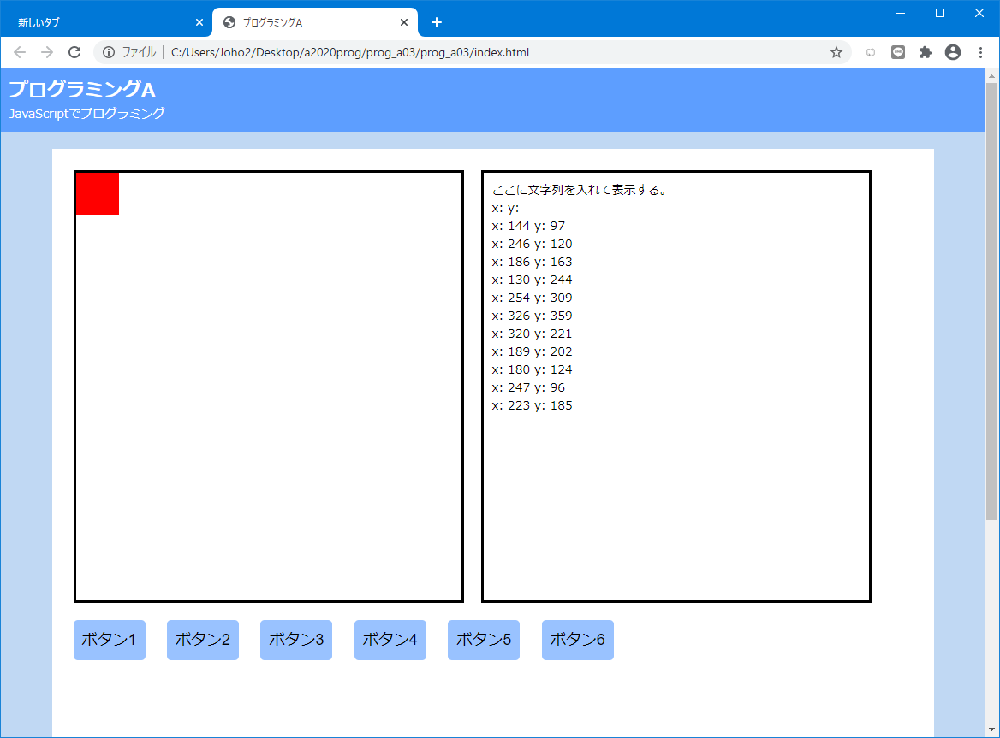 新しいタブ
プログラミングA
ファイル | C:/Users/Joho2/Desktop/a2020prog/prog_a03/prog_a03/index.html
プログラミングA
JavaScriptでプログラミング
ここに文字列を入れて表示する。
x: y:
x: 144 y: 97
x: 246 y: 120
x: 186 y: 163
x: 130 y: 244
x: 254 y: 309
x: 326 y: 359
x: 320 y: 221
x: 189 y: 202
x: 180 y: 124
x: 247 y: 96
x: 223 y: 185
ボタン1
ボタン2
ボタン3
ボタン4
ボタン5
ボタン6